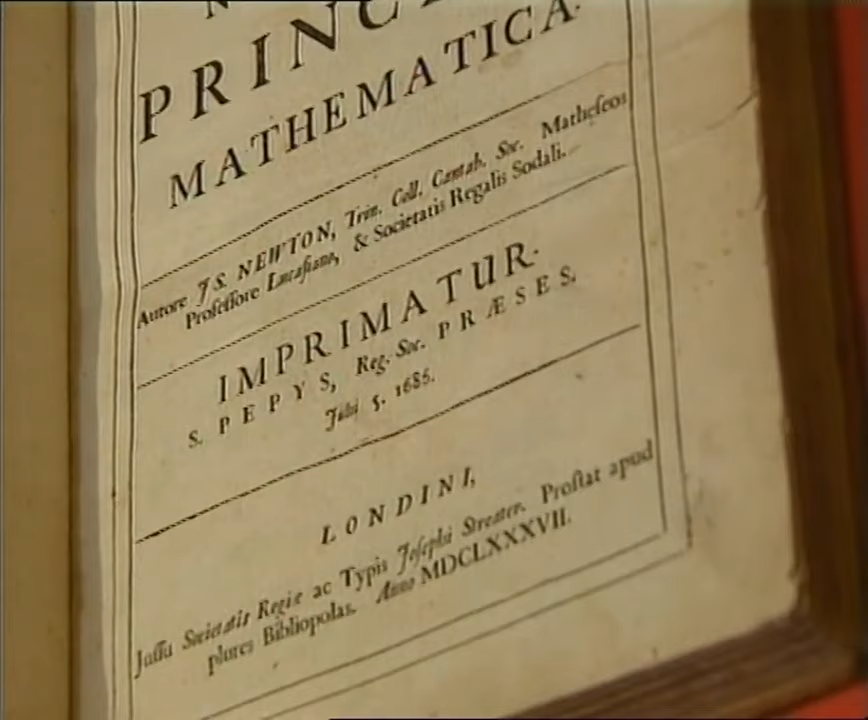 PRINC
MATHEMATICA.
Autore JS. NEWTON, Trin. Coll. Cantab. Soc. Matheſeos
Profeſſore Lucaſiano, & Societatis Regalis Sodali.
IMPRIMATUR.
S. PEPYS, Reg. Soc. PRÆSES.
Julii 5. 1686.
LONDINI,
Juſſu Societatis Regiæ ac Typis Joſephi Streater. Proſtat apud
plures Bibliopolas. Anno MDCLXXXVII.